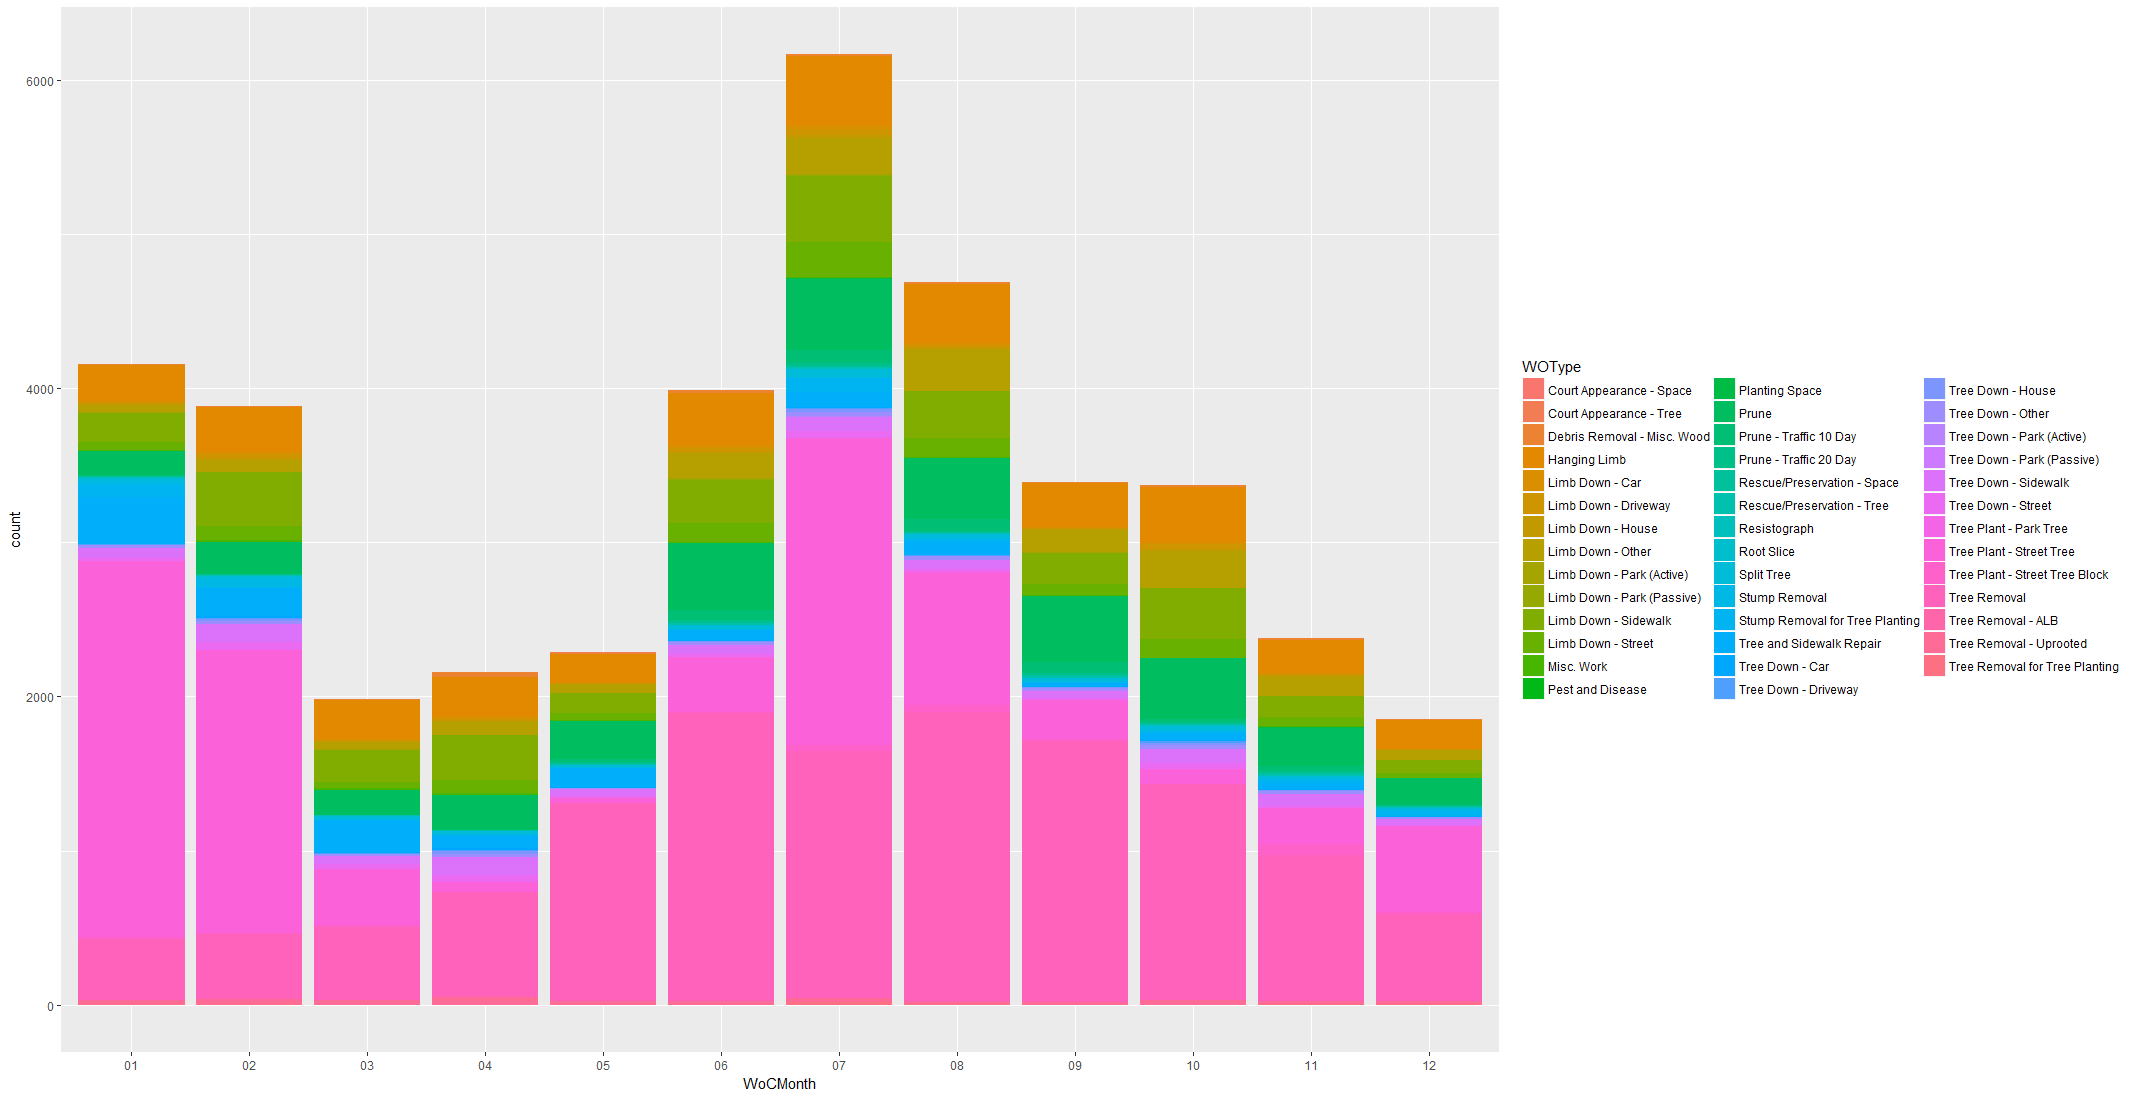 6000
4000
2000
0
count
01 02 03 04 05 06 07 08 09 10 11 12
WoCMonth
WOType
Court Appearance - Space
Court Appearance - Tree
Debris Removal - Misc. Wood
Hanging Limb
Limb Down - Car
Limb Down - Driveway
Limb Down - House
Limb Down - Other
Limb Down - Park (Active)
Limb Down - Park (Passive)
Limb Down - Sidewalk
Limb Down - Street
Misc. Work
Pest and Disease
Planting Space
Prune
Prune - Traffic 10 Day
Prune - Traffic 20 Day
Rescue/Preservation - Space
Rescue/Preservation - Tree
Resistograph
Root Slice
Split Tree
Stump Removal
Stump Removal for Tree Planting
Tree and Sidewalk Repair
Tree Down - Car
Tree Down - Driveway
Tree Down - House
Tree Down - Other
Tree Down - Park (Active)
Tree Down - Park (Passive)
Tree Down - Sidewalk
Tree Down - Street
Tree Plant - Park Tree
Tree Plant - Street Tree
Tree Plant - Street Tree Block
Tree Removal
Tree Removal - ALB
Tree Removal - Uprooted
Tree Removal for Tree Planting